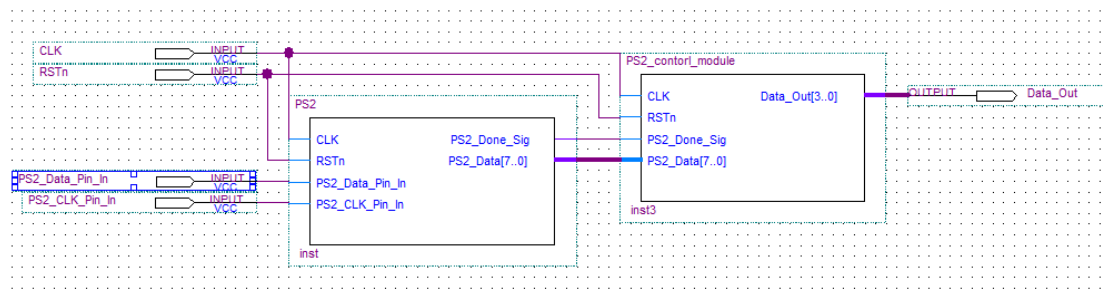 CLK
INPUT
VCC
RSTn
INPUT
VCC
PS2_Data_Pin_In
INPUT
VCC
PS2_CLK_Pin_In
INPUT
VCC
PS2
CLK
PS2_Done_Sig
RSTn
PS2_Data[7..0]
PS2_Data_Pin_In
PS2_CLK_Pin_In
inst
PS2_contorl_module
CLK
Data_Out[3..0]
RSTn
PS2_Done_Sig
PS2_Data[7..0]
inst3
OUTPUT
Data_Out